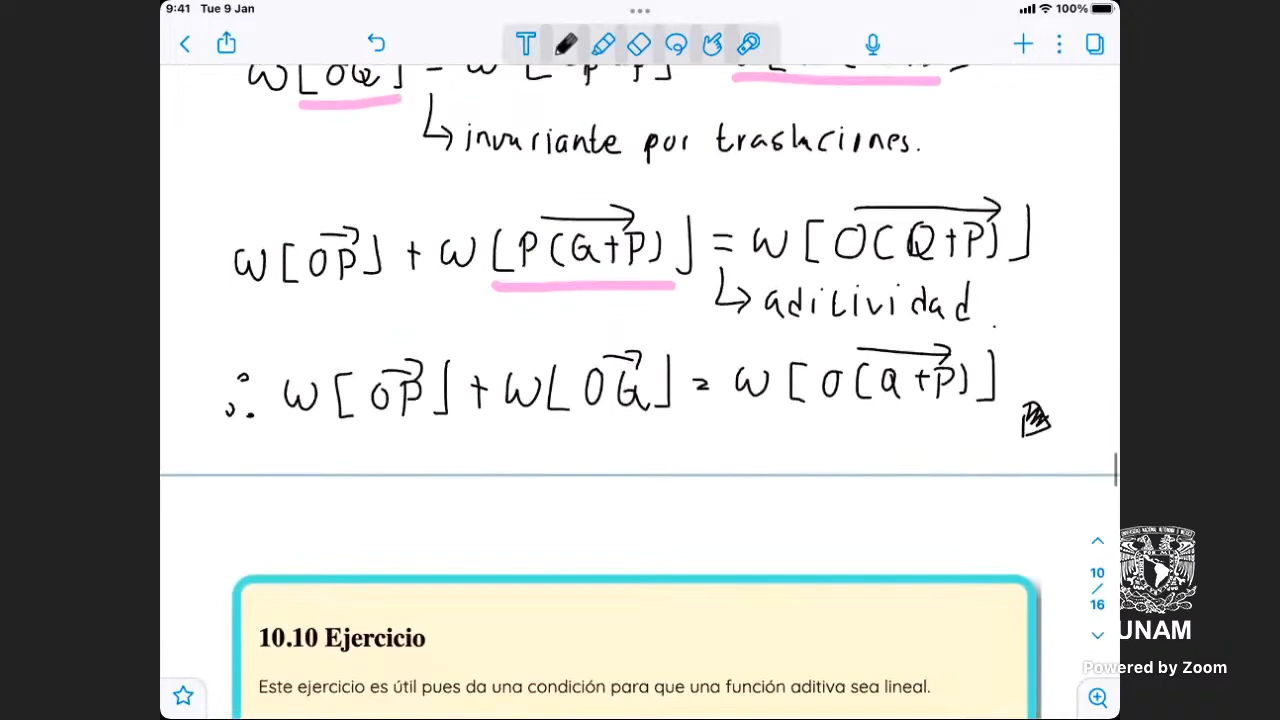 9:41 Tue 9 Jan
100%
invariante por traslaciones.
w[OP] + w[P(Q+P)] = w[O(Q+P)]
↳ aditividad.
∴ w[OP] + w[OQ] = w[O(Q+P)]
10.10 Ejercicio
Este ejercicio es útil pues da una condición para que una función aditiva sea lineal.
10
/
16
UNAM
Powered by Zoom